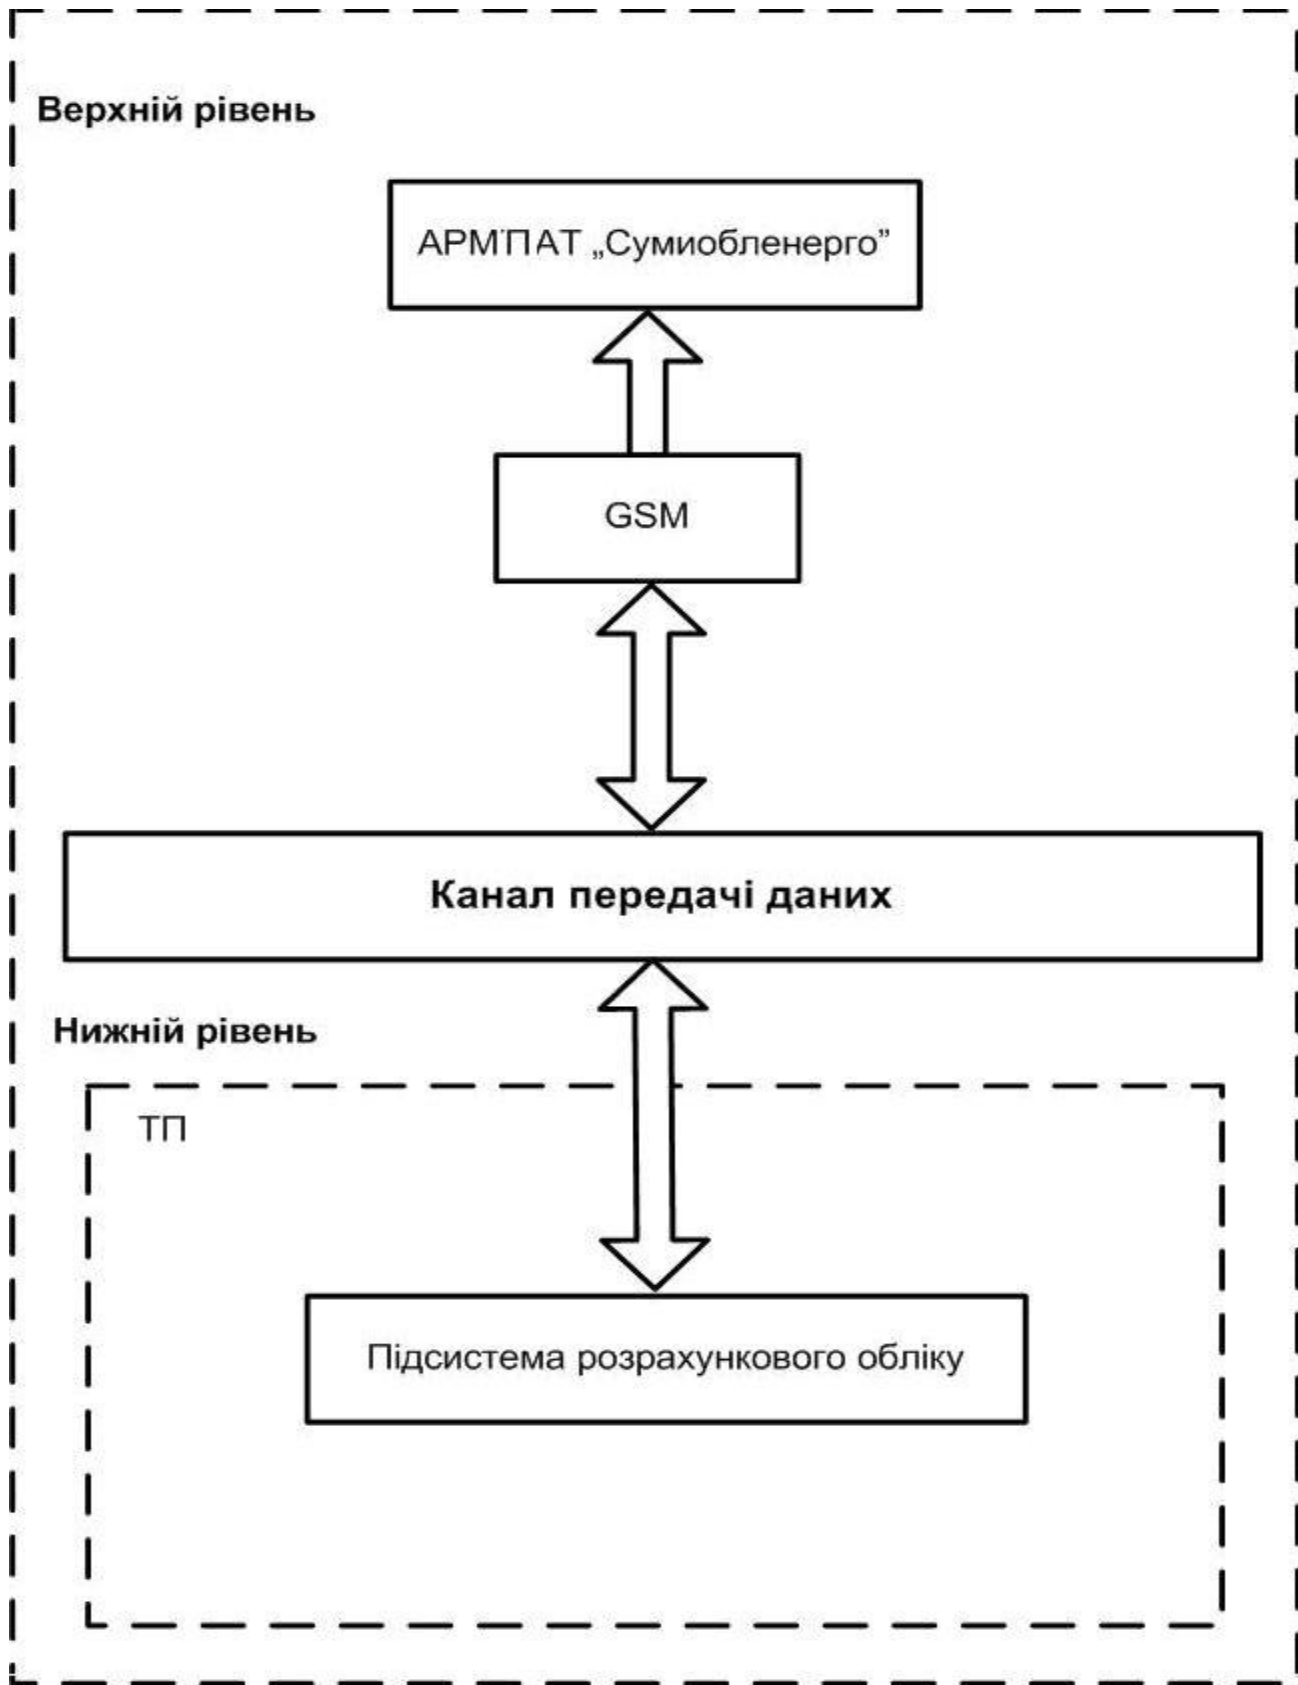 Верхній рівень
АРМ ПАТ „Сумиобленерго”
GSM
Канал передачі даних
Нижній рівень
ТП
Підсистема розрахункового обліку